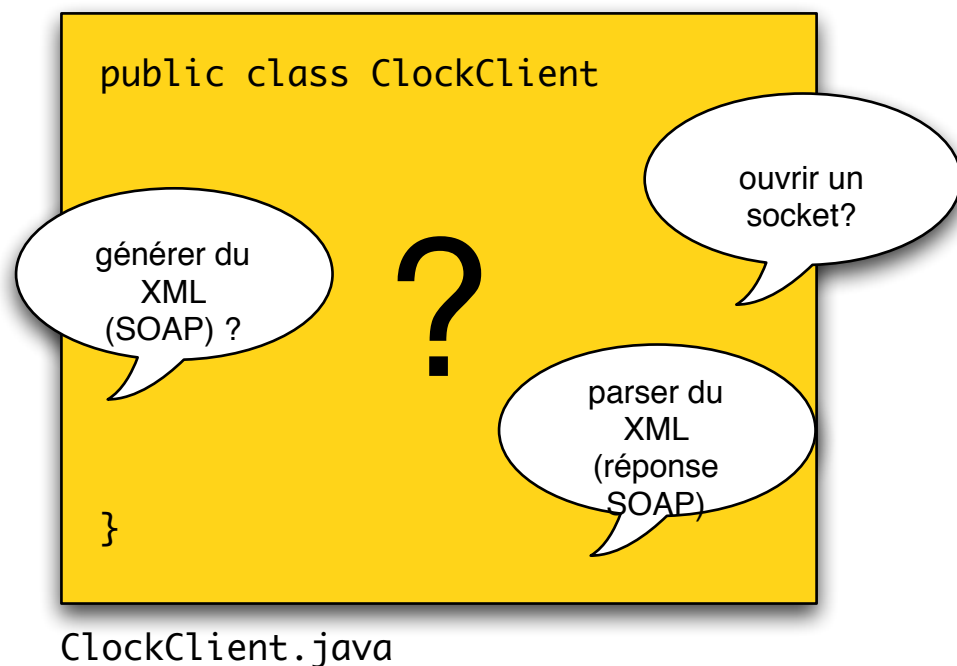 public class ClockClient
ouvrir un
socket?
générer du
XML
(SOAP) ?
?
parser du
XML
(réponse
SOAP)
}
ClockClient.java